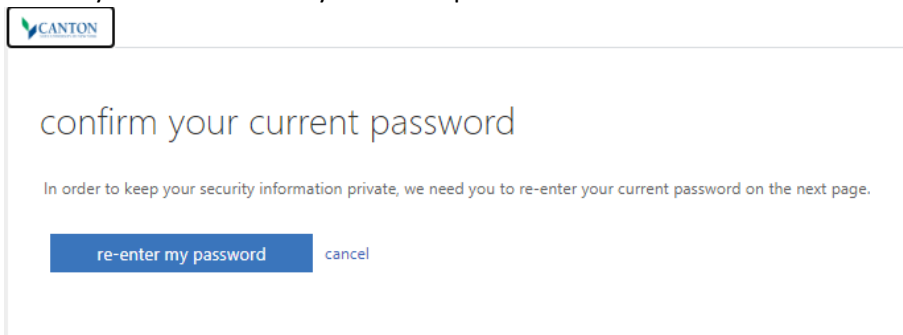 CANTON
confirm your current password
In order to keep your security information private, we need you to re-enter your current password on the next page.
re-enter my password
cancel